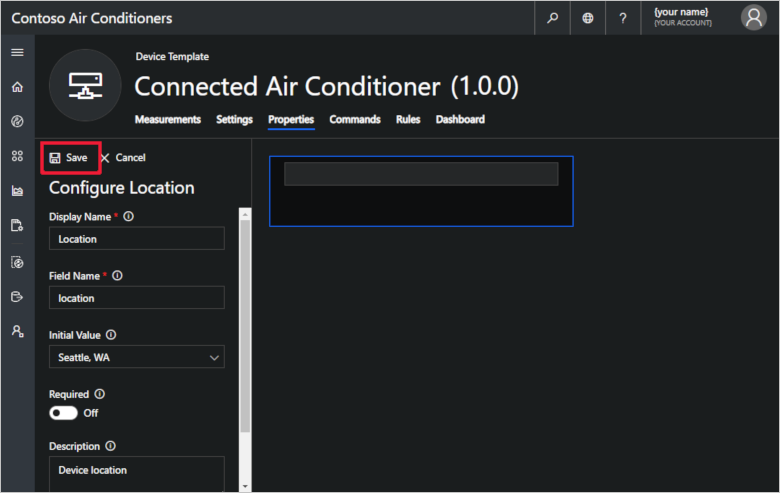 Contoso Air Conditioners
?
{your name}
{YOUR ACCOUNT}
Device Template
Connected Air Conditioner (1.0.0)
Measurements Settings Properties Commands Rules Dashboard
Save Cancel
Configure Location
Display Name *
Location
Field Name *
location
Initial Value
Seattle, WA
Required
Off
Description
Device location